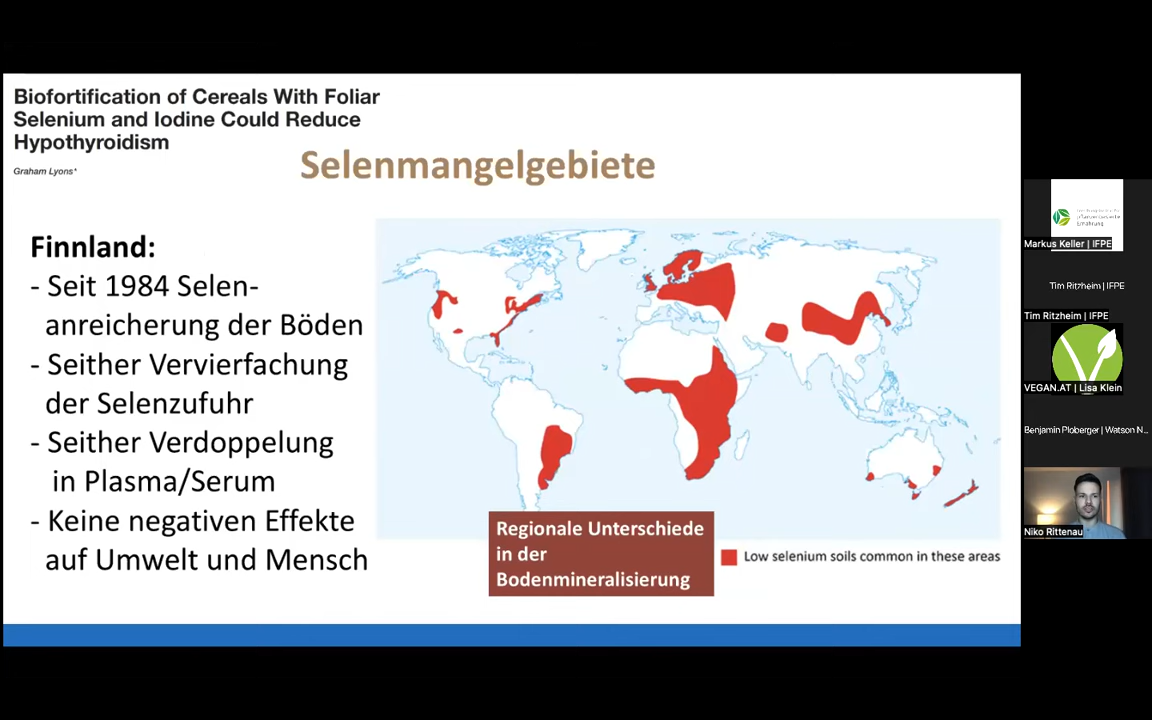 Biofortification of Cereals With Foliar
Selenium and Iodine Could Reduce
Hypothyroidism
Graham Lyons*
Selenmangelgebiete
Finnland:
- Seit 1984 Selen-
anreicherung der Böden
- Seither Vervierfachung
der Selenzufuhr
- Seither Verdoppelung
in Plasma/Serum
- Keine negativen Effekte
auf Umwelt und Mensch
Regionale Unterschiede
in der
Bodenmineralisierung
Low selenium soils common in these areas
Ernährung
Markus Keller | IFPE
Tim Ritzheim | IFPE
Tim Ritzheim | IFPE
VEGAN.AT | Lisa Klein
Benjamin Ploberger | Watson N...
Niko Rittenau